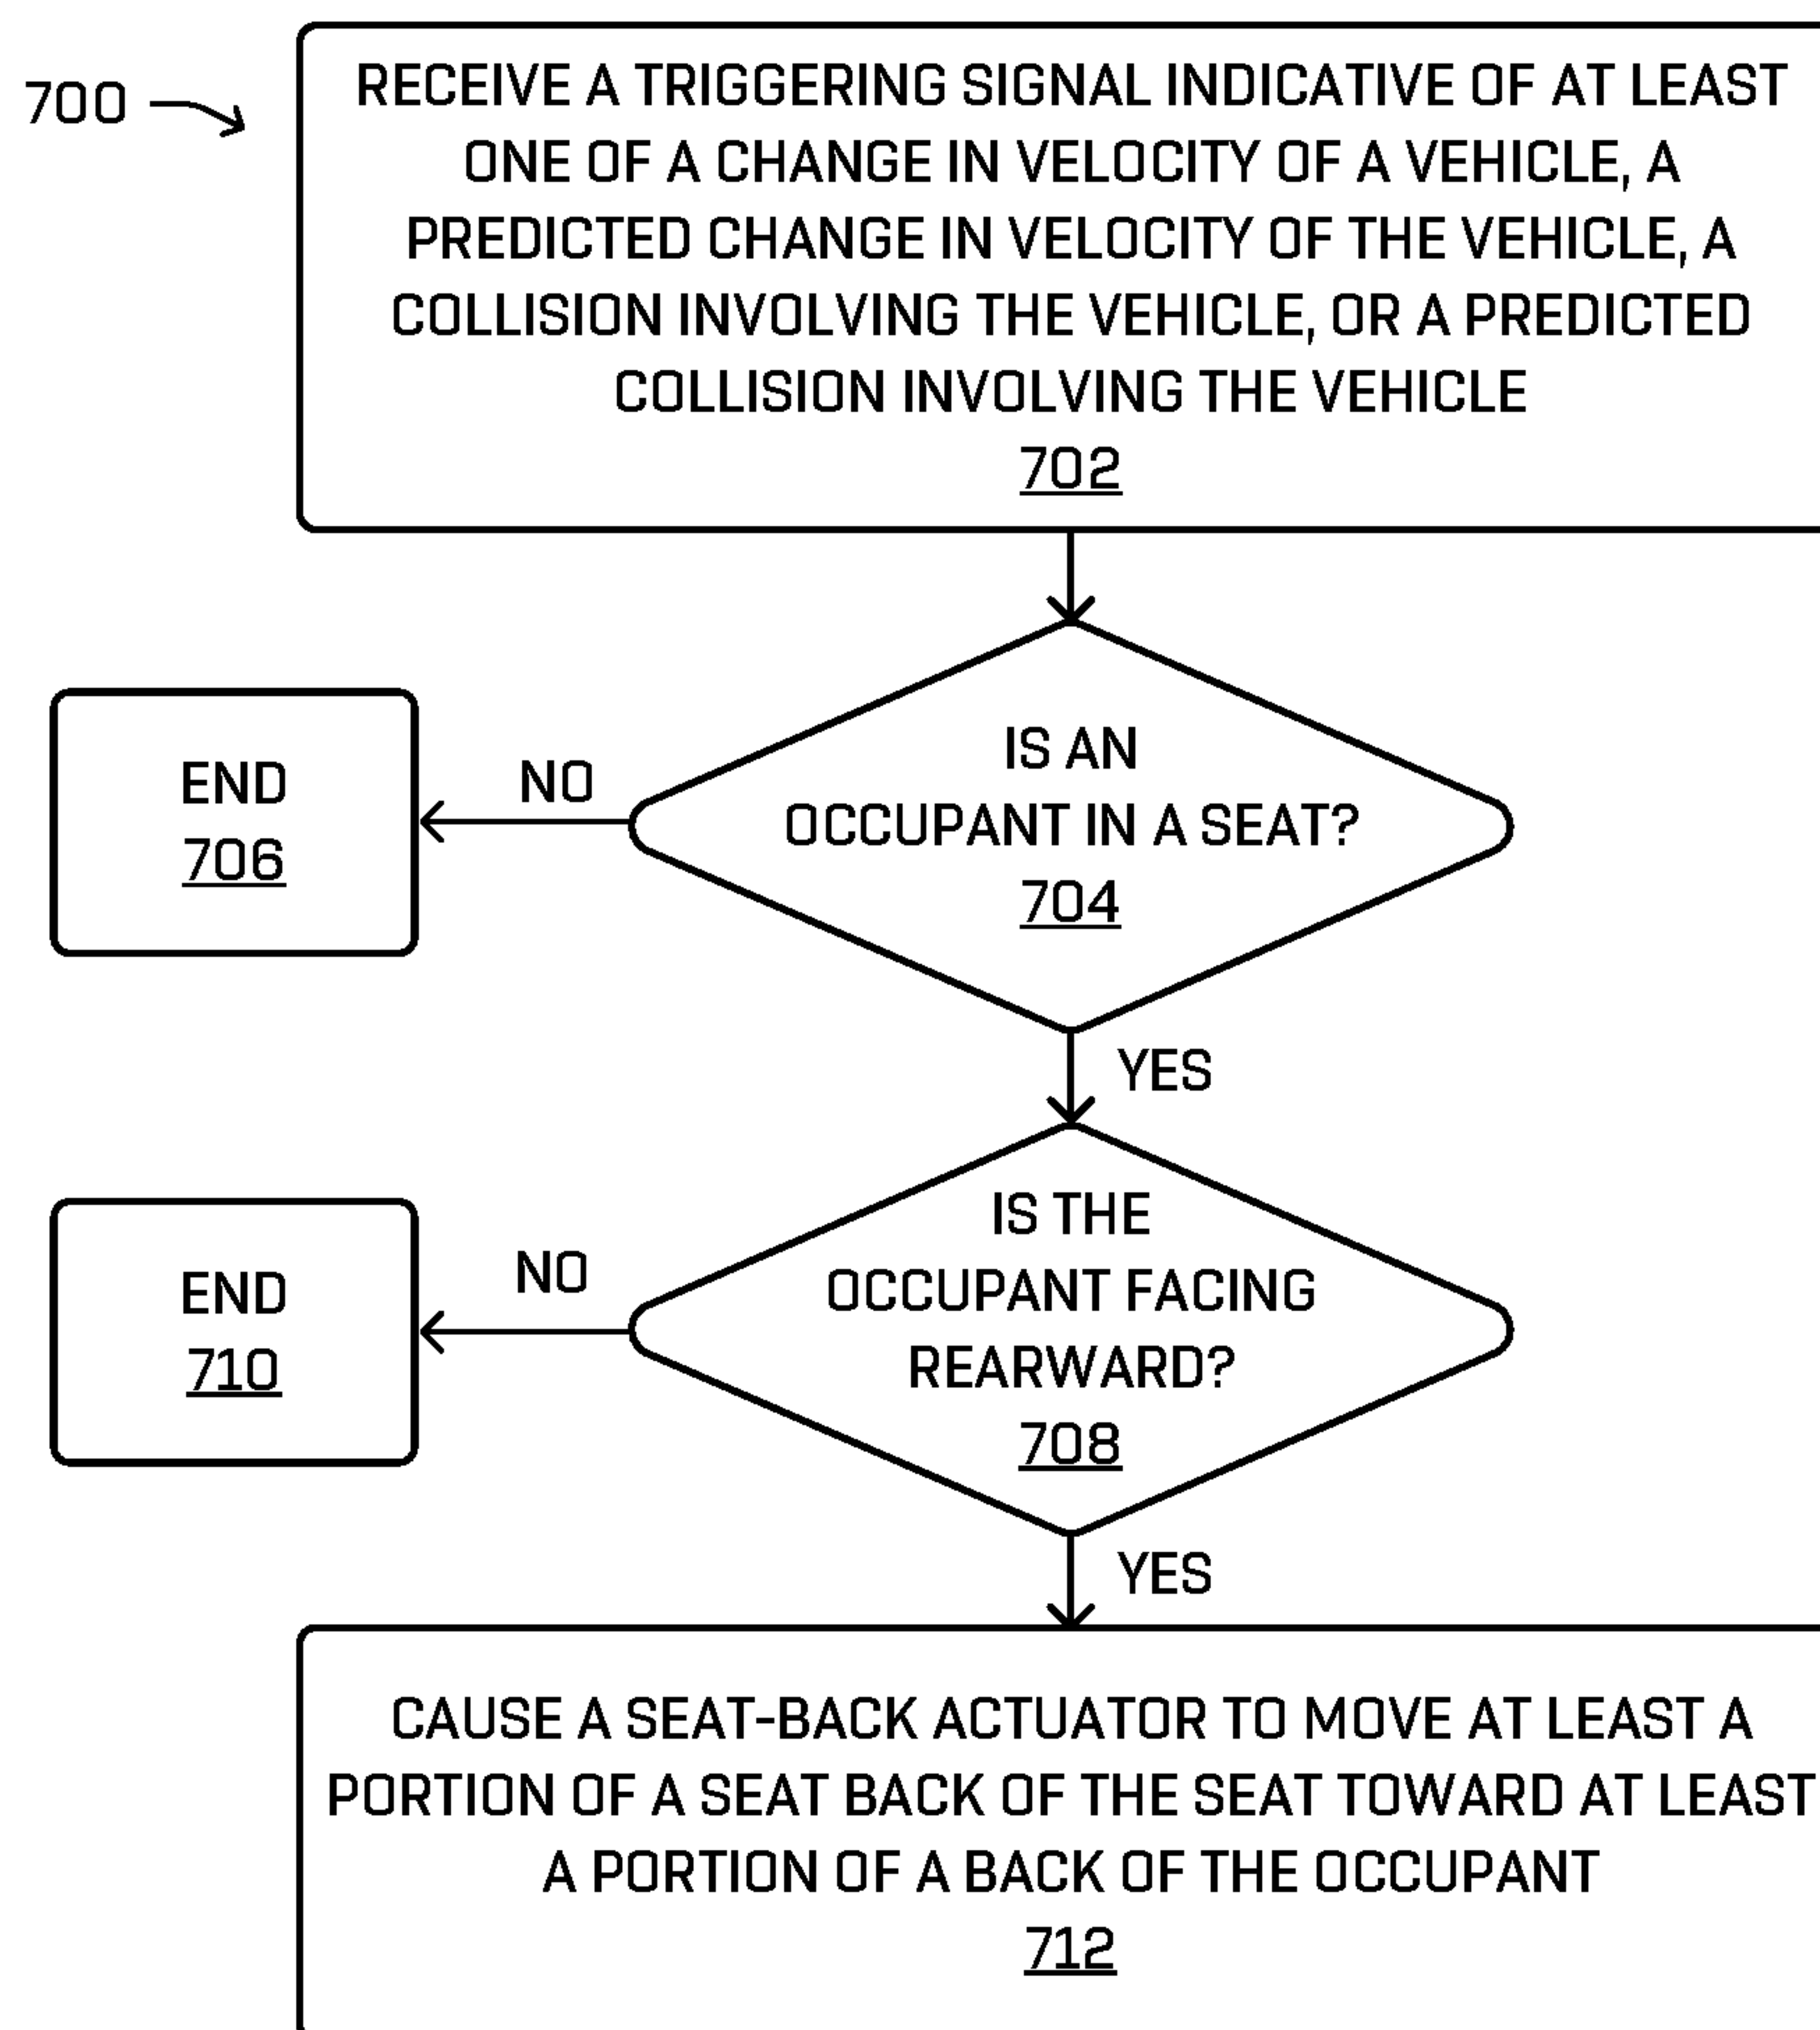 700
RECEIVE A TRIGGERING SIGNAL INDICATIVE OF AT LEAST
ONE OF A CHANGE IN VELOCITY OF A VEHICLE, A
PREDICTED CHANGE IN VELOCITY OF THE VEHICLE, A
COLLISION INVOLVING THE VEHICLE, OR A PREDICTED
COLLISION INVOLVING THE VEHICLE
702
IS AN
OCCUPANT IN A SEAT?
704
NO
END
706
YES
IS THE
OCCUPANT FACING
REARWARD?
708
NO
END
710
YES
CAUSE A SEAT-BACK ACTUATOR TO MOVE AT LEAST A
PORTION OF A SEAT BACK OF THE SEAT TOWARD AT LEAST
A PORTION OF A BACK OF THE OCCUPANT
712